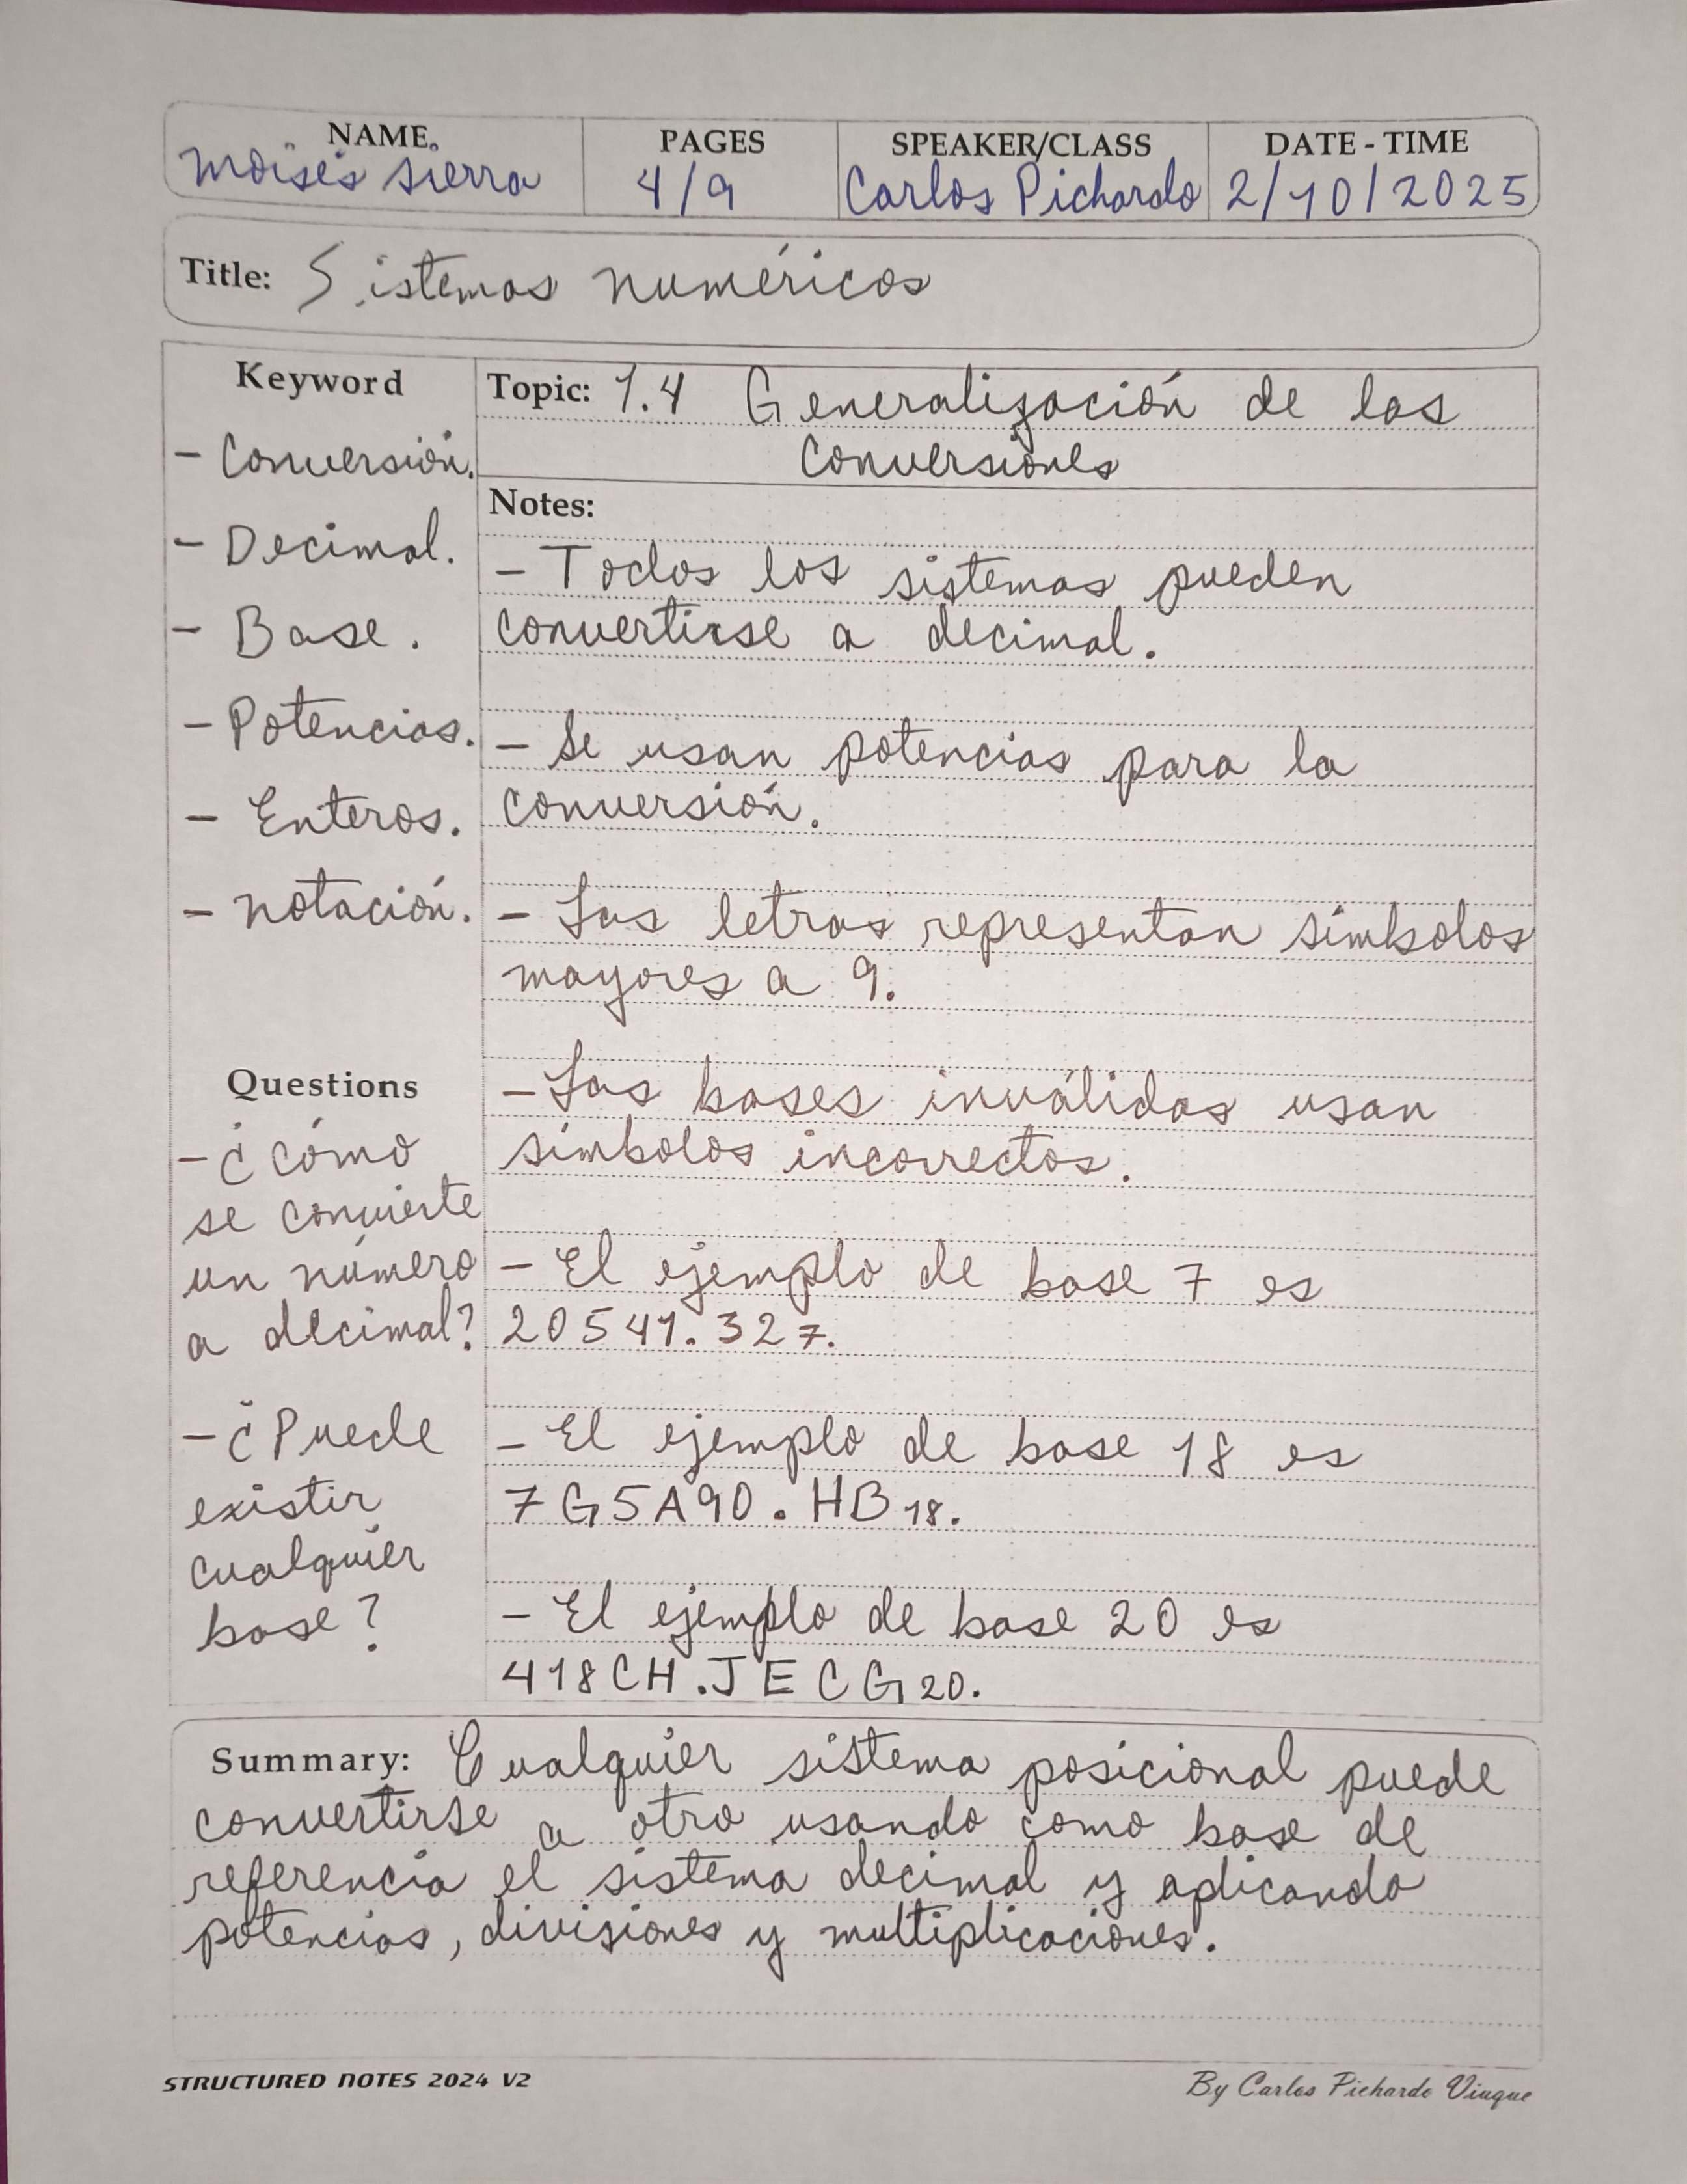 NAME PAGES SPEAKER/CLASS DATE - TIME
Moisés Sierra 4/9 Carlos Pichardo 2/10/2025
Title: Sistemas numéricos
Keyword
- Conversión.
- Decimal.
- Base.
- Potencias.
- Enteros.
- Notación.
Questions
- ¿Cómo
se convierte
un número
a decimal?
- ¿Puede
existir
cualquier
base?
Topic: 1.4 Generalización de las
conversiones
Notes:
- Todos los sistemas pueden
convertirse a decimal.
- Se usan potencias para la
conversión.
- Las letras representan símbolos
mayores a 9.
- Las bases inválidas usan
símbolos incorrectos.
- El ejemplo de base 7 es
20541.32₇.
- El ejemplo de base 18 es
7G5A90.HB₁₈.
- El ejemplo de base 20 es
418CH.JECG₂₀.
Summary: Cualquier sistema posicional puede
convertirse a otro usando como base de
referencia el sistema decimal y aplicando
potencias, divisiones y multiplicaciones.
STRUCTURED NOTES 2024 V2 By Carlos Pichardo Viuque